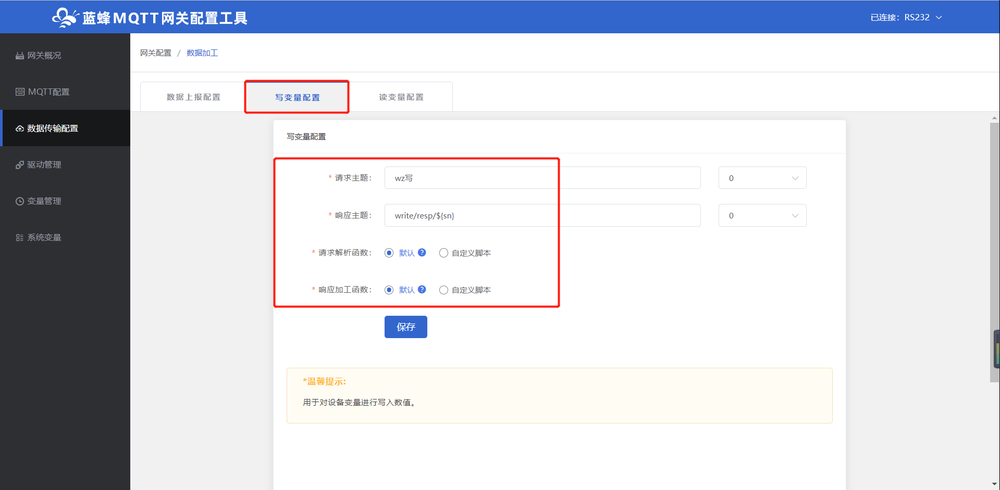 蓝蜂MQTT网关配置工具
已连接：RS232
网关概况
MQTT配置
数据传输配置
驱动管理
变量管理
系统变量
网关配置 / 数据加工
数据上报配置
写变量配置
读变量配置
写变量配置
* 请求主题：
wz写
0
* 响应主题：
write/resp/${sn}
0
* 请求解析函数：
默认 ?
自定义脚本
* 响应加工函数：
默认 ?
自定义脚本
保存
*温馨提示:
用于对设备变量进行写入数值。